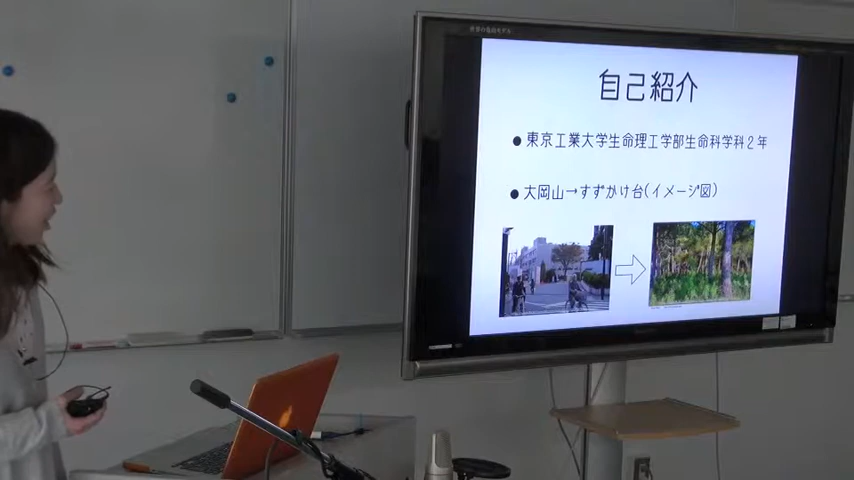 自己紹介
●東京工業大学生命理工学部生命科学科２年
●大岡山→すずかけ台(イメージ図)